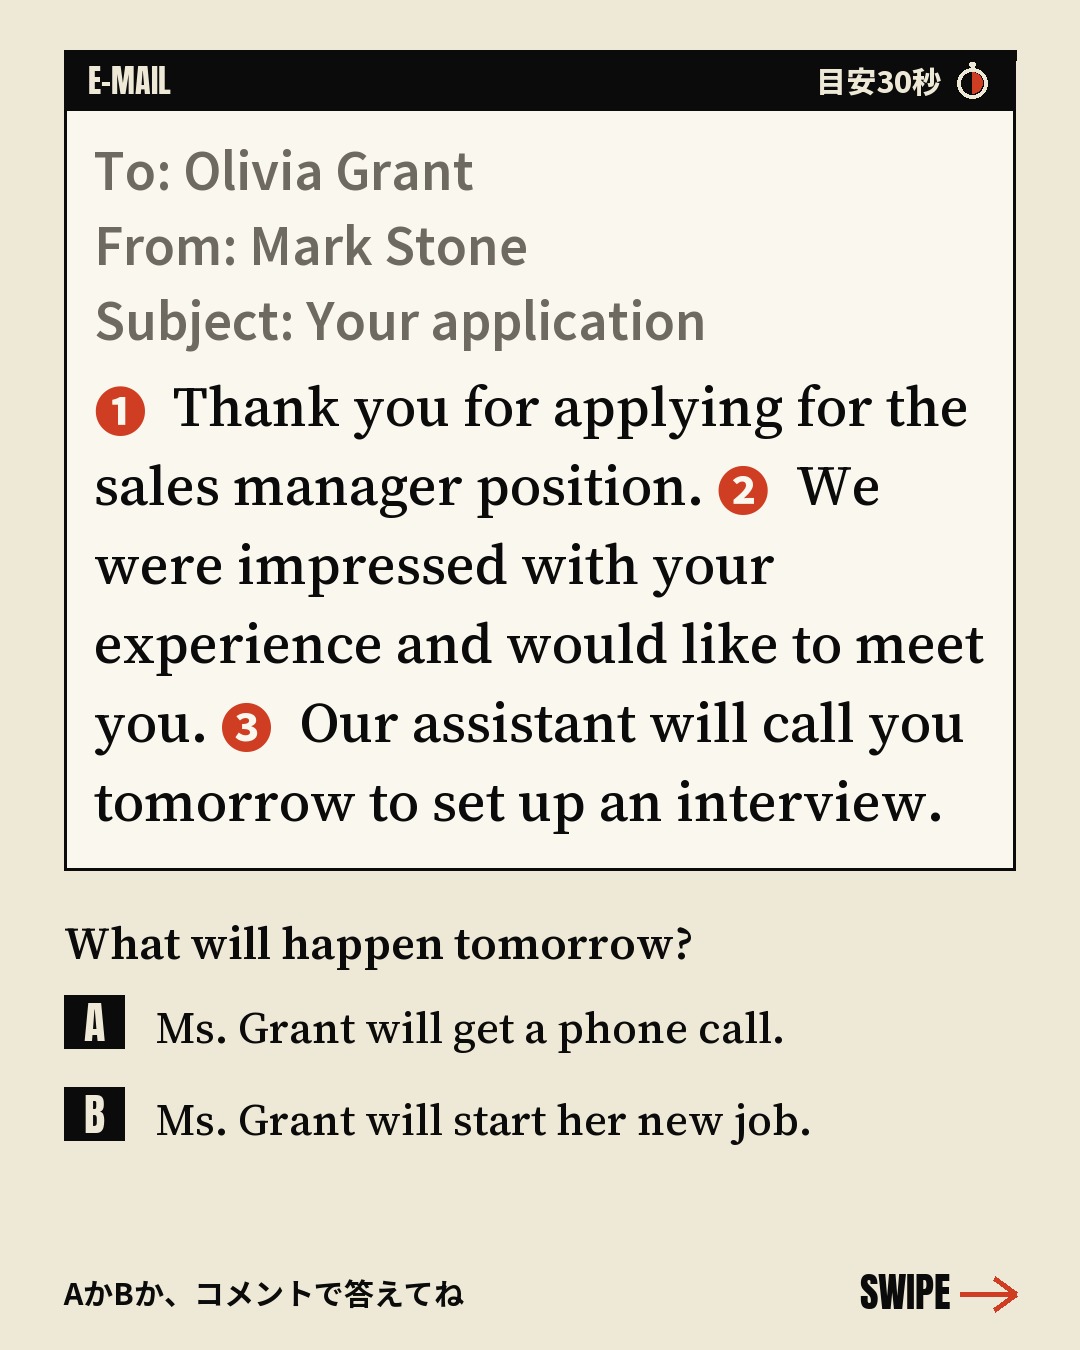 E-MAIL 目安30秒
To: Olivia Grant
From: Mark Stone
Subject: Your application
1 Thank you for applying for the
sales manager position. 2 We
were impressed with your
experience and would like to meet
you. 3 Our assistant will call you
tomorrow to set up an interview.
What will happen tomorrow?
A Ms. Grant will get a phone call.
B Ms. Grant will start her new job.
AかBか、コメントで答えてね SWIPE